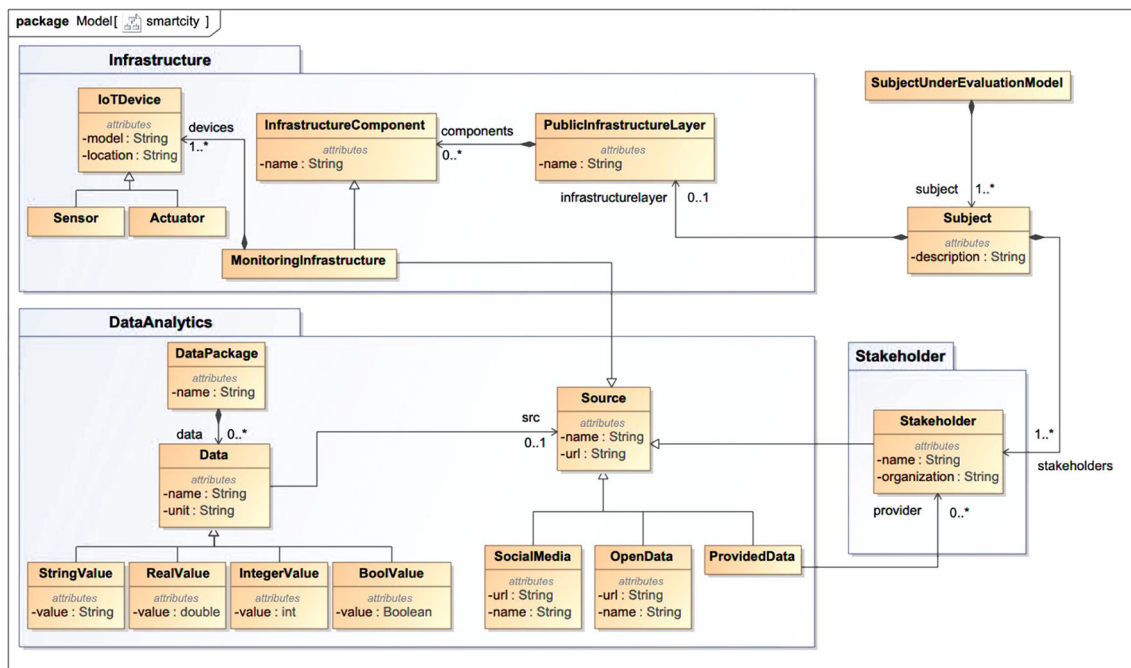 package Model[ smartcity ]
Infrastructure
IoTDevice
attributes
-model : String
-location : String
devices
1..*
Sensor
Actuator
InfrastructureComponent
attributes
-name : String
components
0..*
PublicInfrastructureLayer
attributes
-name : String
infrastructurelayer
0..1
MonitoringInfrastructure
SubjectUnderEvaluationModel
subject
1..*
Subject
attributes
-description : String
DataAnalytics
DataPackage
attributes
-name : String
data
0..*
Data
attributes
-name : String
-unit : String
src
0..1
Source
attributes
-name : String
-url : String
StringValue
attributes
-value : String
RealValue
attributes
-value : double
IntegerValue
attributes
-value : int
BoolValue
attributes
-value : Boolean
SocialMedia
attributes
-url : String
-name : String
OpenData
attributes
-url : String
-name : String
ProvidedData
Stakeholder
Stakeholder
attributes
-name : String
-organization : String
1..*
stakeholders
provider
0..*